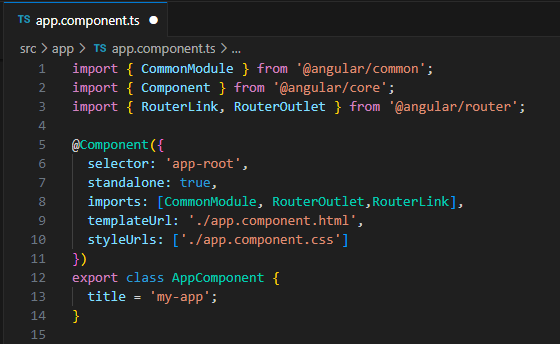 TS app.component.ts ●
src > app > TS app.component.ts > ...
1 import { CommonModule } from '@angular/common';
2 import { Component } from '@angular/core';
3 import { RouterLink, RouterOutlet } from '@angular/router';
4
5 @Component({
6   selector: 'app-root',
7   standalone: true,
8   imports: [CommonModule, RouterOutlet,RouterLink],
9   templateUrl: './app.component.html',
10   styleUrls: ['./app.component.css']
11 })
12 export class AppComponent {
13   title = 'my-app';
14 }
15